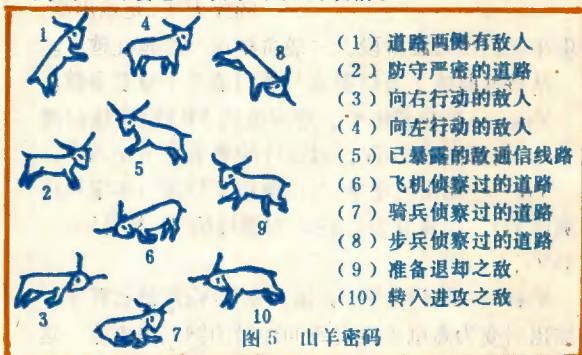 1
4
8
2
5
9
6
3
7
10
(1)道路两侧有敌人
(2)防守严密的道路
(3)向右行动的敌人
(4)向左行动的敌人
(5)已暴露的敌通信线路
(6)飞机侦察过的道路
(7)骑兵侦察过的道路
(8)步兵侦察过的道路
(9)准备退却之敌
(10)转入进攻之敌
图5 山羊密码